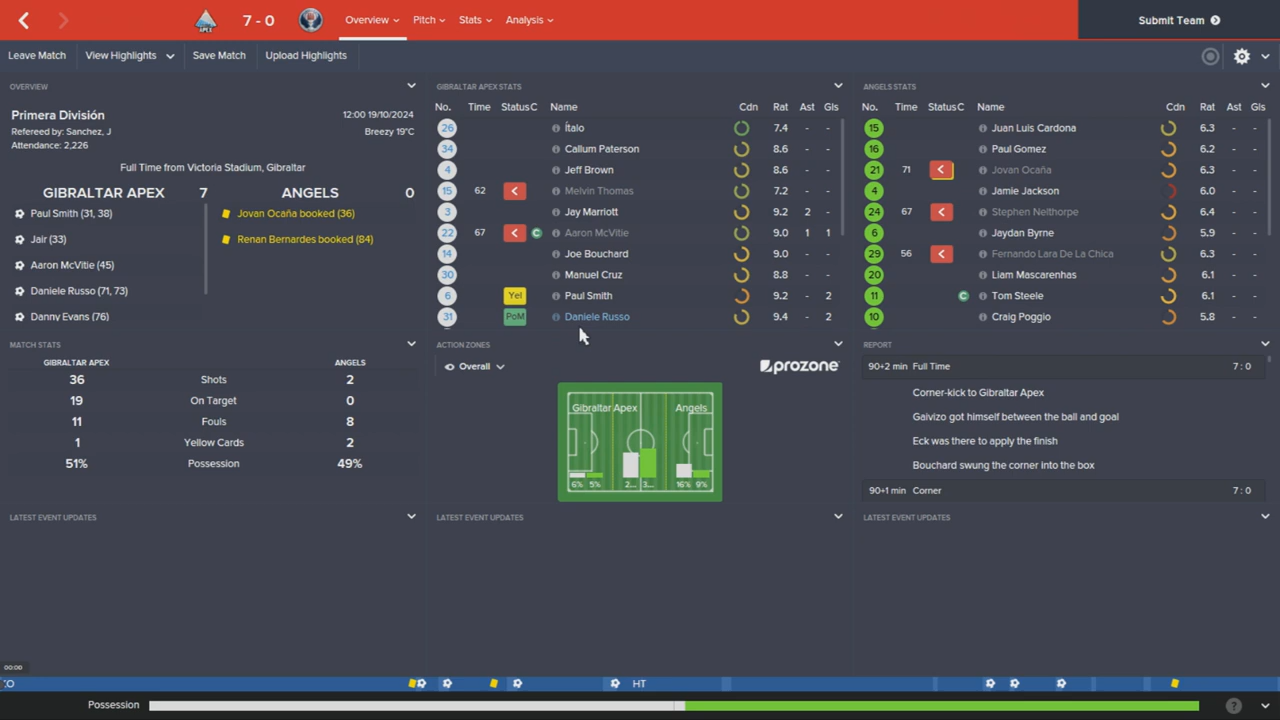 7 - 0
Overview
Pitch
Stats
Analysis
Submit Team
Leave Match
View Highlights
Save Match
Upload Highlights
OVERVIEW
Primera División
12:00 19/10/2024
Refereed by: Sanchez, J
Breezy 19°C
Attendance: 2,226
Full Time from Victoria Stadium, Gibraltar
GIBRALTAR APEX 7 ANGELS 0
Paul Smith (31, 38)
Jovan Ocaña booked (36)
Jair (33)
Renan Bernardes booked (84)
Aaron McVitie (45)
Daniele Russo (71, 73)
Danny Evans (76)
MATCH STATS
GIBRALTAR APEX ANGELS
36 Shots 2
19 On Target 0
11 Fouls 8
1 Yellow Cards 2
51% Possession 49%
LATEST EVENT UPDATES
GIBRALTAR APEX STATS
No. Time Status C Name Cdn Rat Ast Gls
26 Ítalo 7.4 - -
34 Callum Paterson 8.6 - -
4 Jeff Brown 8.6 - -
15 62 Melvin Thomas 7.2 - -
3 Jay Marriott 9.2 2 -
22 67 C Aaron McVitie 9.0 1 1
14 Joe Bouchard 9.0 - -
30 Manuel Cruz 8.8 - -
6 Yel Paul Smith 9.2 - 2
31 PoM Daniele Russo 9.4 - 2
ACTION ZONES
Overall
prozone
Gibraltar Apex Angels
6% 5% 2... 3... 16% 9%
LATEST EVENT UPDATES
ANGELS STATS
No. Time Status C Name Cdn Rat Ast Gls
15 Juan Luis Cardona 6.3 - -
16 Paul Gomez 6.2 - -
21 71 Jovan Ocaña 6.3 - -
4 Jamie Jackson 6.0 - -
24 67 Stephen Nelthorpe 6.4 - -
6 Jaydan Byrne 5.9 - -
29 56 Fernando Lara De La Chica 6.3 - -
20 Liam Mascarenhas 6.1 - -
11 C Tom Steele 6.1 - -
10 Craig Poggio 5.8 - -
REPORT
90+2 min Full Time 7 : 0
Corner-kick to Gibraltar Apex
Gaivizo got himself between the ball and goal
Eck was there to apply the finish
Bouchard swung the corner into the box
90+1 min Corner 7 : 0
LATEST EVENT UPDATES
00:00
HT
Possession
?